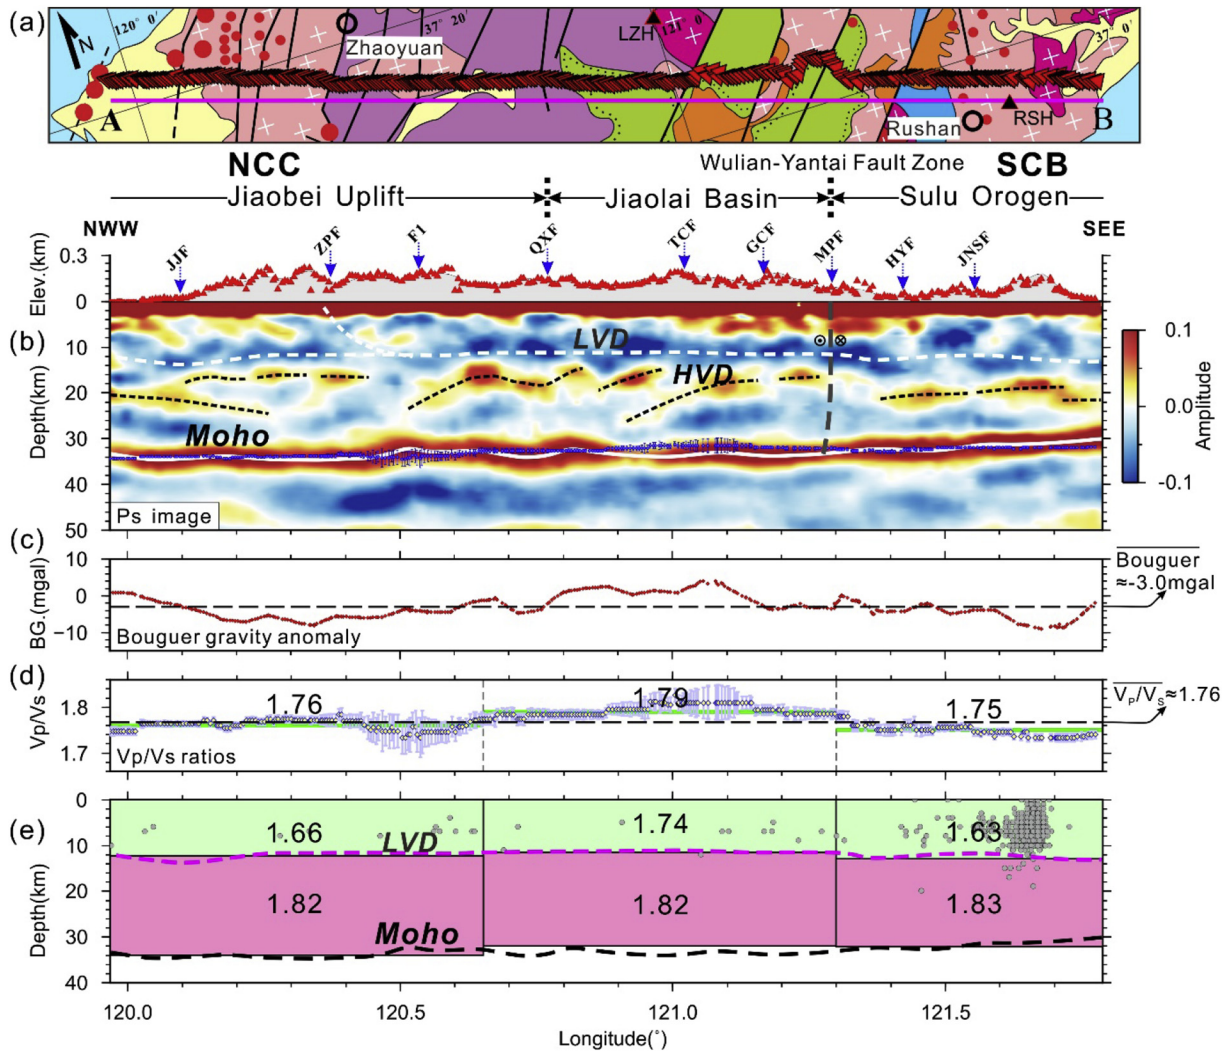 (a)
N
120° 0'
Zhaoyuan
37° 20'
LZH
121° 0'
37° 0'
A
Rushan
RSH
B
NCC
Wulian-Yantai Fault Zone
SCB
Jiaobei Uplift
Jiaolai Basin
Sulu Orogen
NWW
SEE
JJF
ZPF
F1
QXF
TCF
GCF
MPF
HYF
JNSF
Elev.(km)
0.3
0
(b)
LVD
HVD
Moho
Ps image
Depth(km)
10
20
30
40
50
0.1
0.0
-0.1
Amplitude
(c)
BG.(mgal)
10
0
−10
Bouguer gravity anomaly
Bouguer
≈-3.0mgal
(d)
Vp/Vs
1.8
1.7
1.76
1.79
1.75
Vp/Vs ratios
VP/VS≈1.76
(e)
Depth(km)
0
10
20
30
40
1.66
LVD
1.74
1.63
1.82
1.82
1.83
Moho
120.0
120.5
121.0
121.5
Longitude(°)